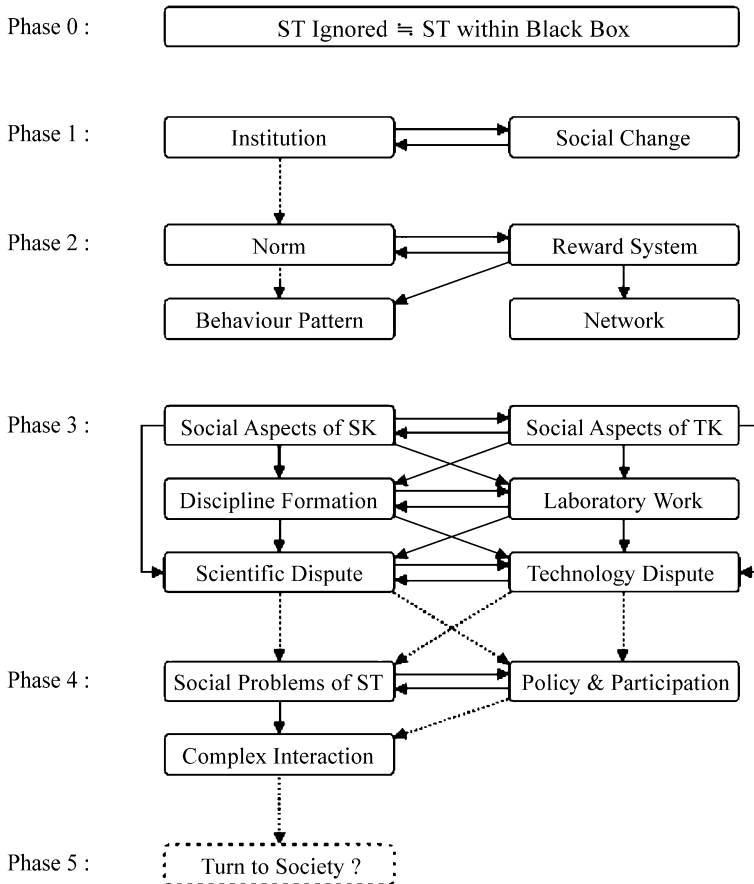 Phase 0 : ST Ignored ≒ ST within Black Box
Phase 1 : Institution Social Change
Phase 2 : Norm Reward System
Behaviour Pattern Network
Phase 3 : Social Aspects of SK Social Aspects of TK
Discipline Formation Laboratory Work
Scientific Dispute Technology Dispute
Phase 4 : Social Problems of ST Policy & Participation
Complex Interaction
Phase 5 : Turn to Society ?